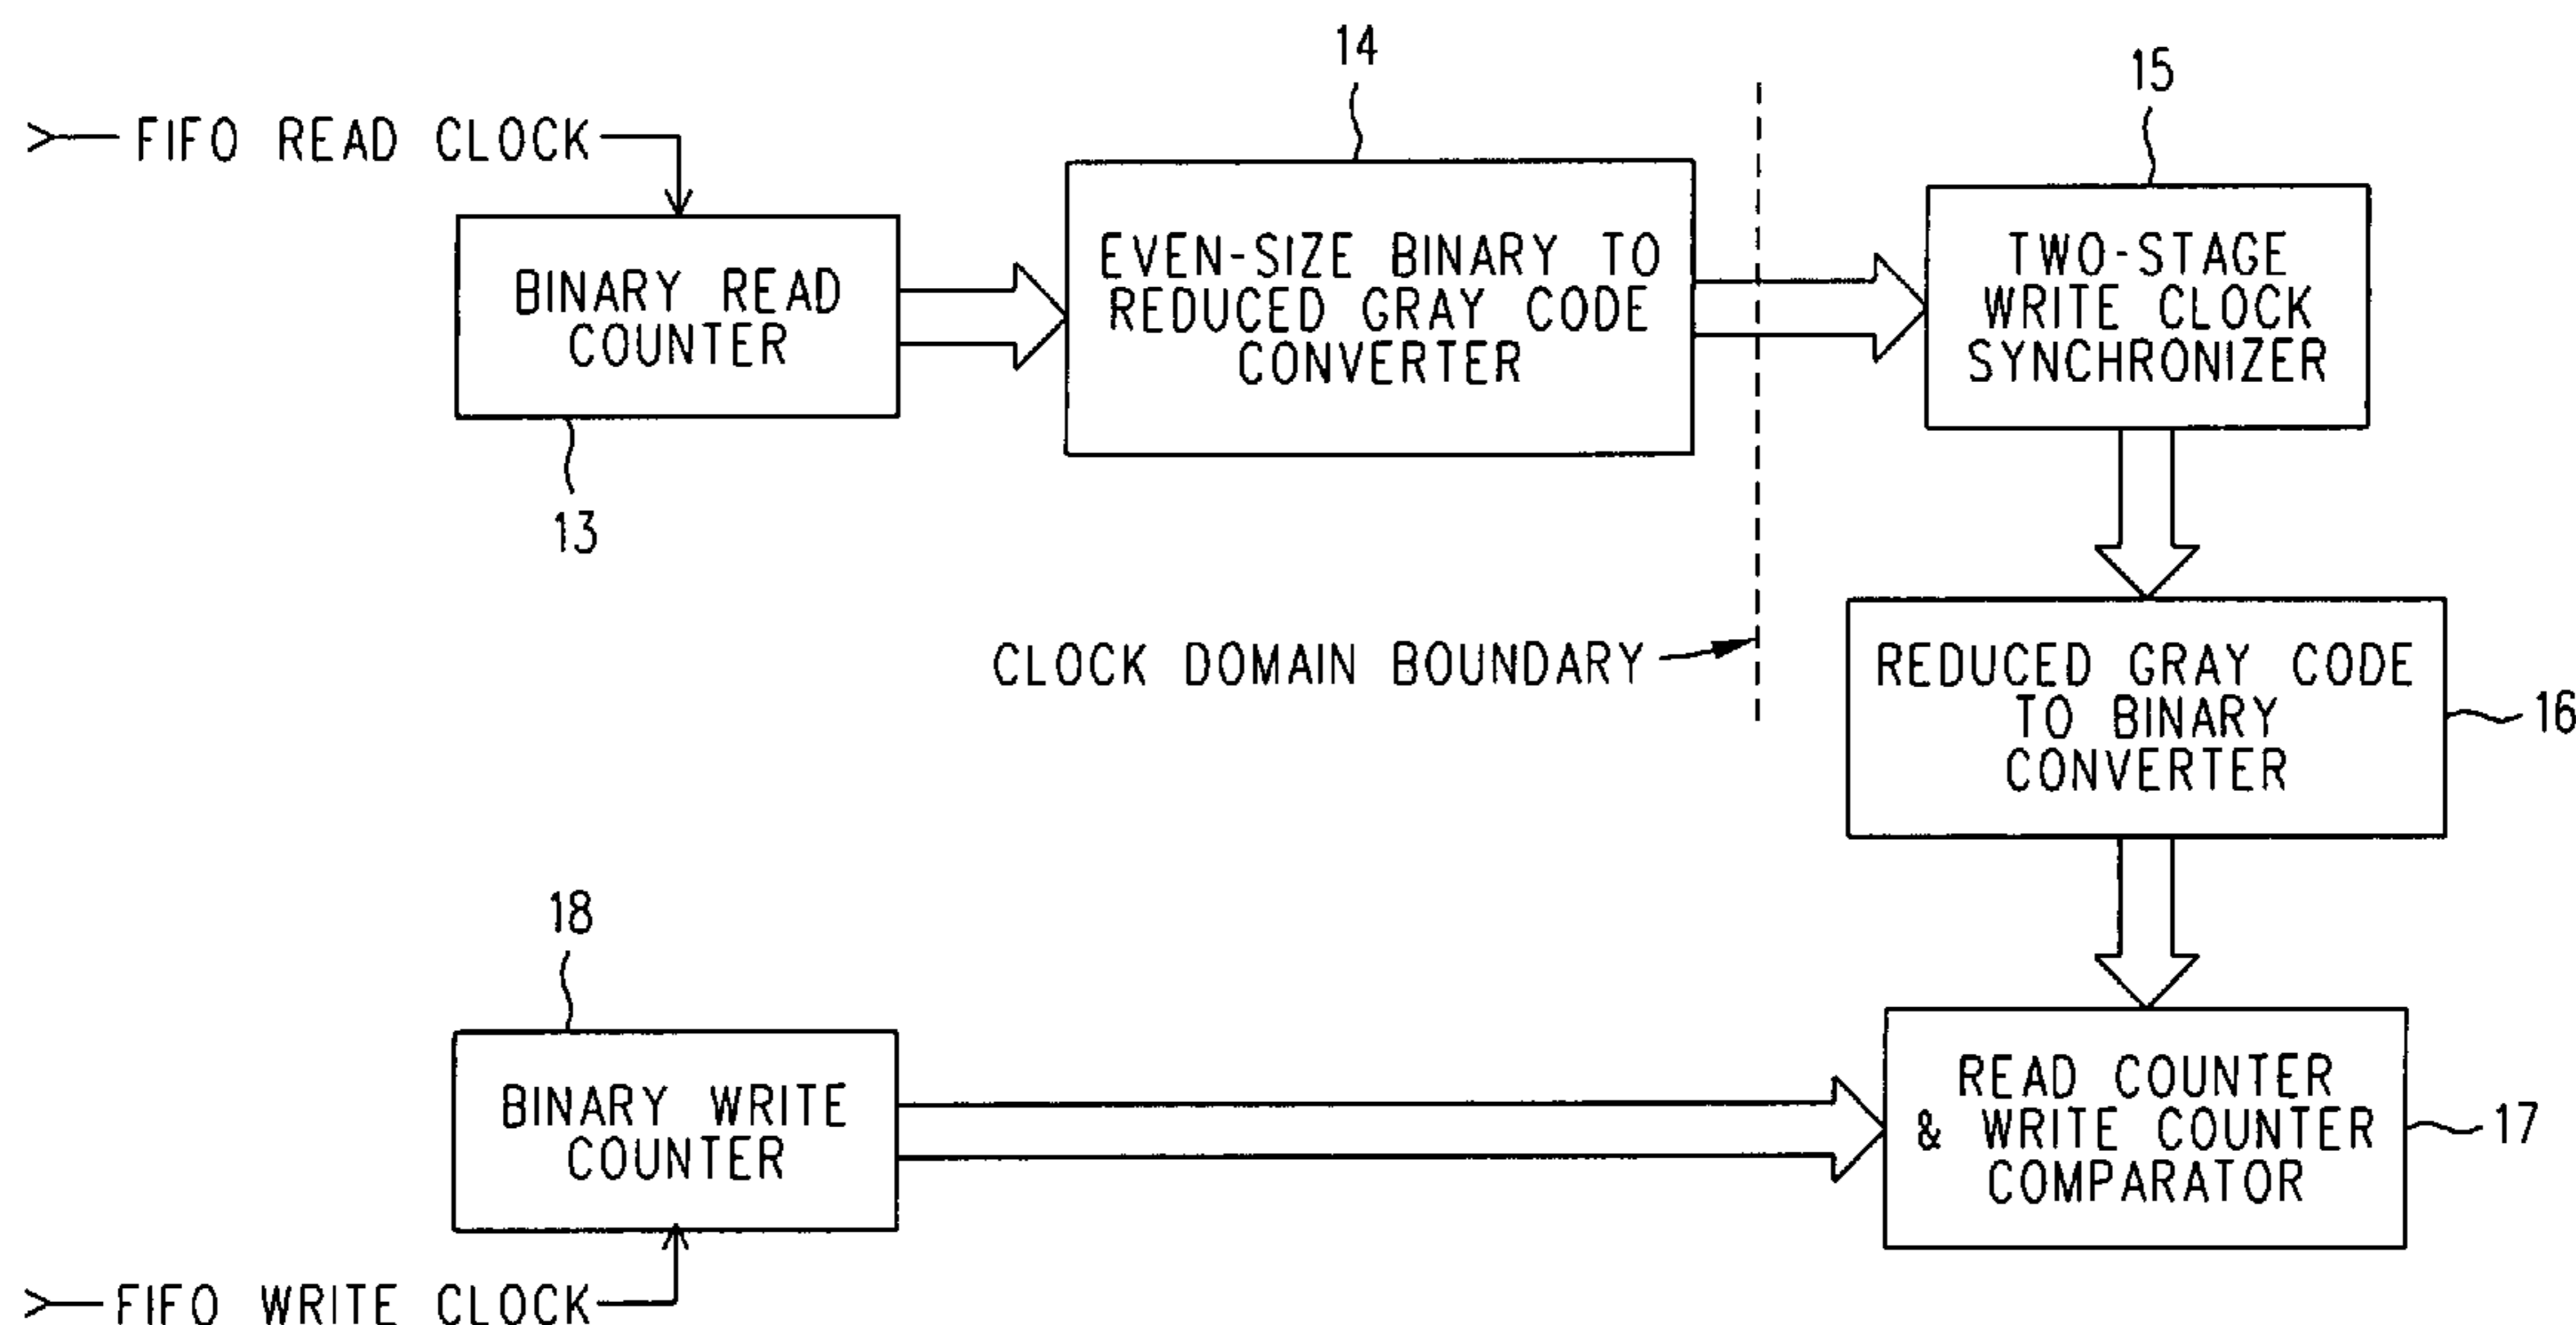 14
15
FIFO READ CLOCK
EVEN-SIZE BINARY TO
REDUCED GRAY CODE
CONVERTER
TWO-STAGE
WRITE CLOCK
SYNCHRONIZER
BINARY READ
COUNTER
13
CLOCK DOMAIN BOUNDARY
REDUCED GRAY CODE
TO BINARY
CONVERTER
16
18
BINARY WRITE
COUNTER
READ COUNTER
& WRITE COUNTER
COMPARATOR
17
FIFO WRITE CLOCK